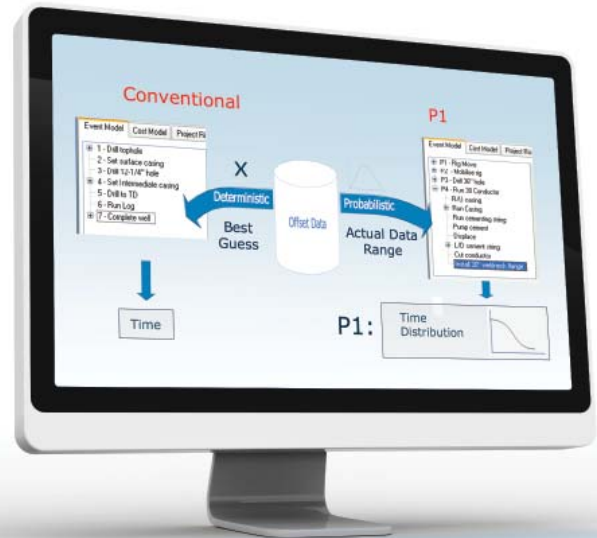 Conventional
P1
Event Model Cost Model Project Ri
1 - Drill tophole
2 - Set surface casing
3 - Drill 12-1/4" hole
4 - Set Intermediate casing
5 - Drill to TD
6 - Run Log
7 - Complete well
X
Deterministic
Best
Guess
Offset Data
Probabilistic
Actual Data
Range
Event Model Cost Model Project Ris
P1 - Rig Move
P2 - Mobilise rig
P3 - Drill 36" hole
P4 - Run 30 Conductor
R/U casing
Run Casing
Run cementing string
Pump cement
Displace
L/D cement string
Cut conductor
Install 20" wellneck flange
Time
P1:
Time
Distribution